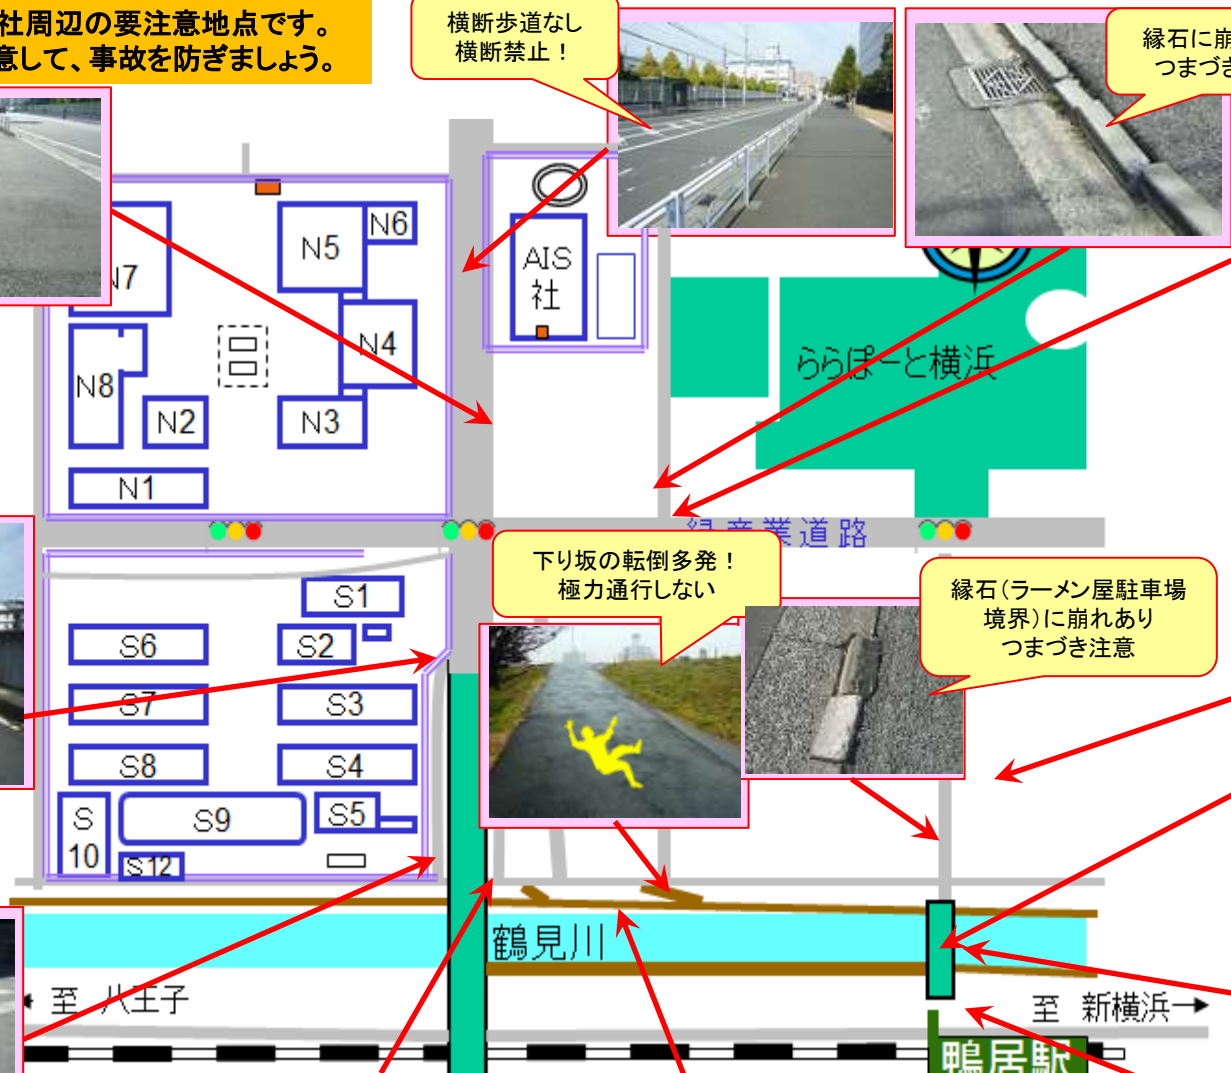 社周辺の要注意地点です。
意して、事故を防ぎましょう。
横断歩道なし
横断禁止！
縁石に崩
つまづき
N6
N5
AIS
社
N7
N4
N8
N2
N3
N1
ららぽーと横浜
緑産業道路
下り坂の転倒多発！
極力通行しない
縁石（ラーメン屋駐車場
境界）に崩れあり
つまづき注意
S1
S6
S2
S7
S3
S8
S4
S
10
S9
S5
S12
鶴見川
至 八王子
至 新横浜→
鴨居駅